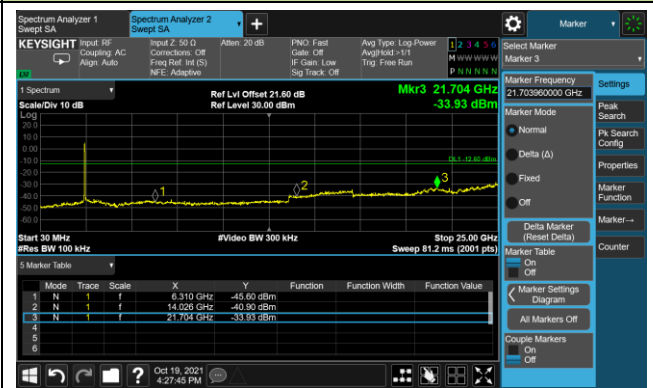 Spectrum Analyzer 1
Swept SA
Spectrum Analyzer 2
Swept SA
+
Marker
KEYSIGHT
Input: RF
Coupling: AC
Align: Auto
Input Z: 50 Ω
Corrections: Off
Freq Ref: Int (S)
NFE: Adaptive
Atten: 20 dB
PNO: Fast
Gate: Off
IF Gain: Low
Sig Track: Off
Avg Type: Log-Power
Avg|Hold:>1/1
Trig: Free Run
1 2 3 4 5 6
M W W W W W
P N N N N N
LXI
Select Marker
Marker 3
1 Spectrum
Scale/Div 10 dB
Ref Lvl Offset 21.60 dB
Ref Level 30.00 dBm
Mkr3 21.704 GHz
-33.93 dBm
Log
20.0
10.0
0.00
-10.0
-20.0
-30.0
-40.0
-50.0
-60.0
DL1 -12.60 dBm
1
2
3
Start 30 MHz
#Res BW 100 kHz
#Video BW 300 kHz
Stop 25.00 GHz
Sweep 81.2 ms (2001 pts)
5 Marker Table
Mode Trace Scale X Y Function Function Width Function Value
1 N 1 f 6.310 GHz -45.60 dBm
2 N 1 f 14.026 GHz -40.90 dBm
3 N 1 f 21.704 GHz -33.93 dBm
4
5
6
Marker Frequency
21.703960000 GHz
Marker Mode
Normal
Delta (Δ)
Fixed
Off
Delta Marker
(Reset Delta)
Marker Table
On
Off
Marker Settings
Diagram
All Markers Off
Couple Markers
On
Off
Settings
Peak
Search
Pk Search
Config
Properties
Marker
Function
Marker→
Counter
?
Oct 19, 2021
4:27:45 PM